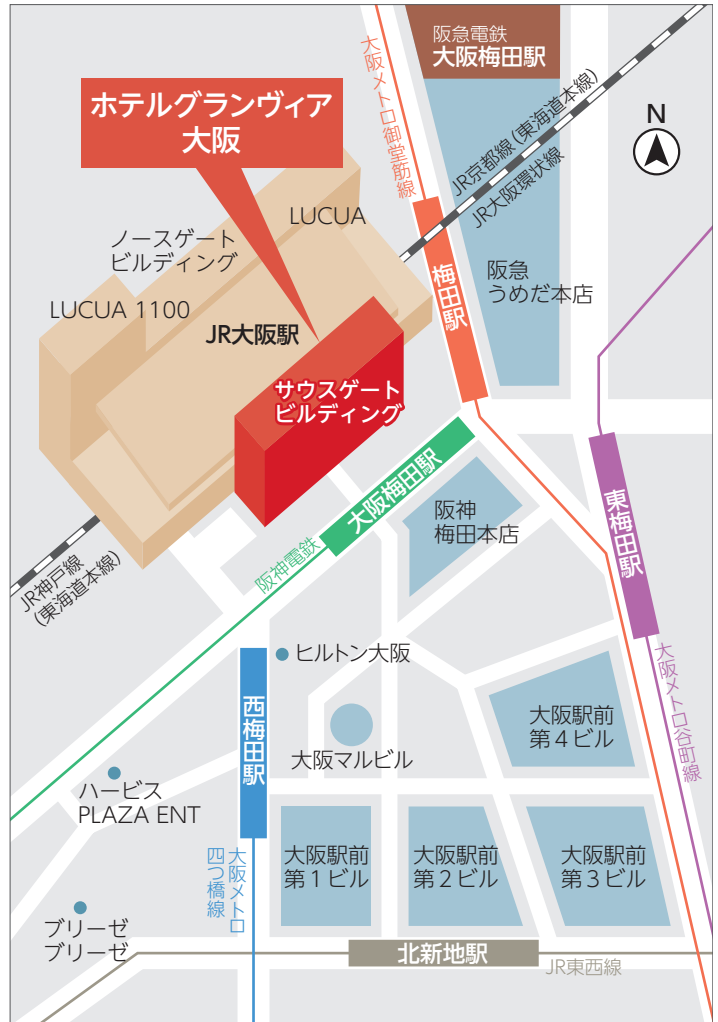 阪急電鉄
大阪梅田駅
大阪メトロ御堂筋線
ホテルグランヴィア
大阪
JR京都線(東海道本線)
JR大阪環状線
N
LUCUA
ノースゲート
ビルディング
LUCUA 1100
JR大阪駅
梅田駅
阪急
うめだ本店
サウスゲート
ビルディング
大阪梅田駅
阪神電鉄
阪神
梅田本店
東梅田駅
JR神戸線
(東海道本線)
ヒルトン大阪
西梅田駅
大阪マルビル
大阪駅前
第4ビル
大阪メトロ谷町線
ハービス
PLAZA ENT
大阪メトロ
四つ橋線
大阪駅前
第1ビル
大阪駅前
第2ビル
大阪駅前
第3ビル
ブリーゼ
ブリーゼ
北新地駅
JR東西線